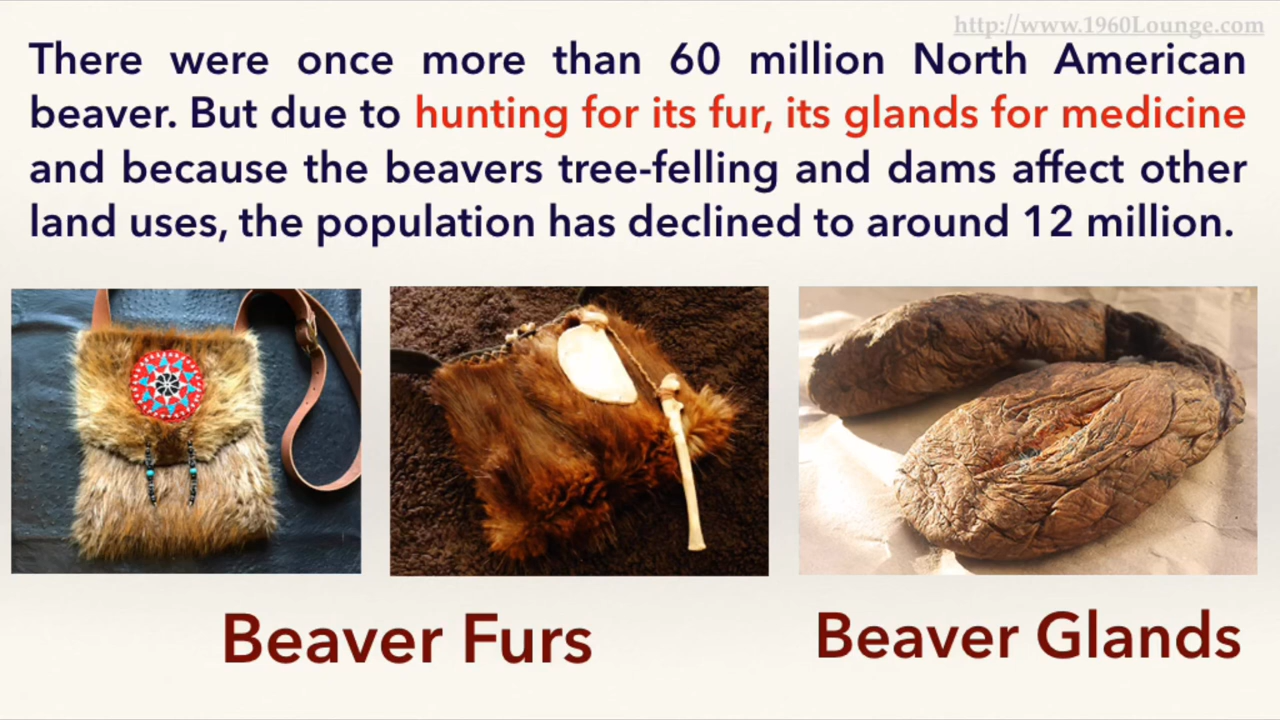 http://www.1960Lounge.com
There were once more than 60 million North American
beaver. But due to hunting for its fur, its glands for medicine
and because the beavers tree-felling and dams affect other
land uses, the population has declined to around 12 million.
Beaver Furs
Beaver Glands